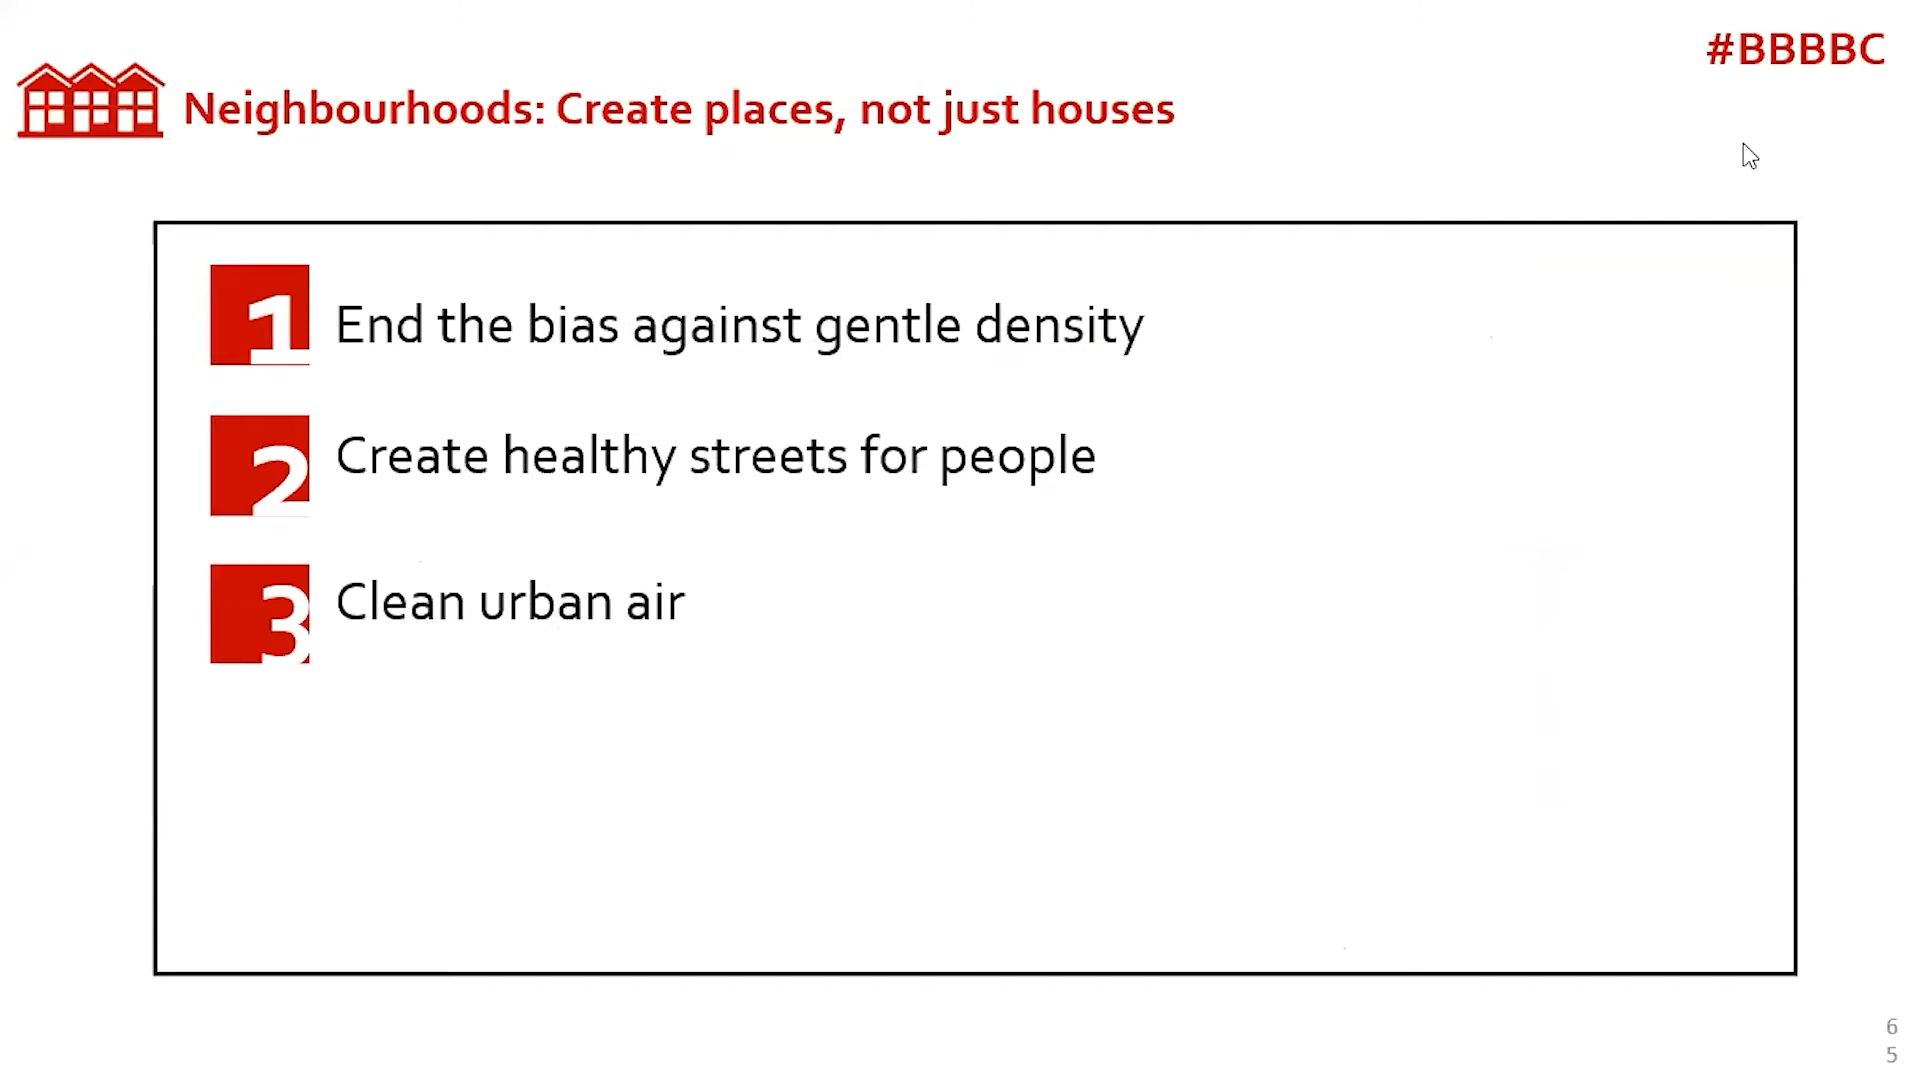 #BBBBC
Neighbourhoods: Create places, not just houses
1 End the bias against gentle density
2 Create healthy streets for people
3 Clean urban air
6
5